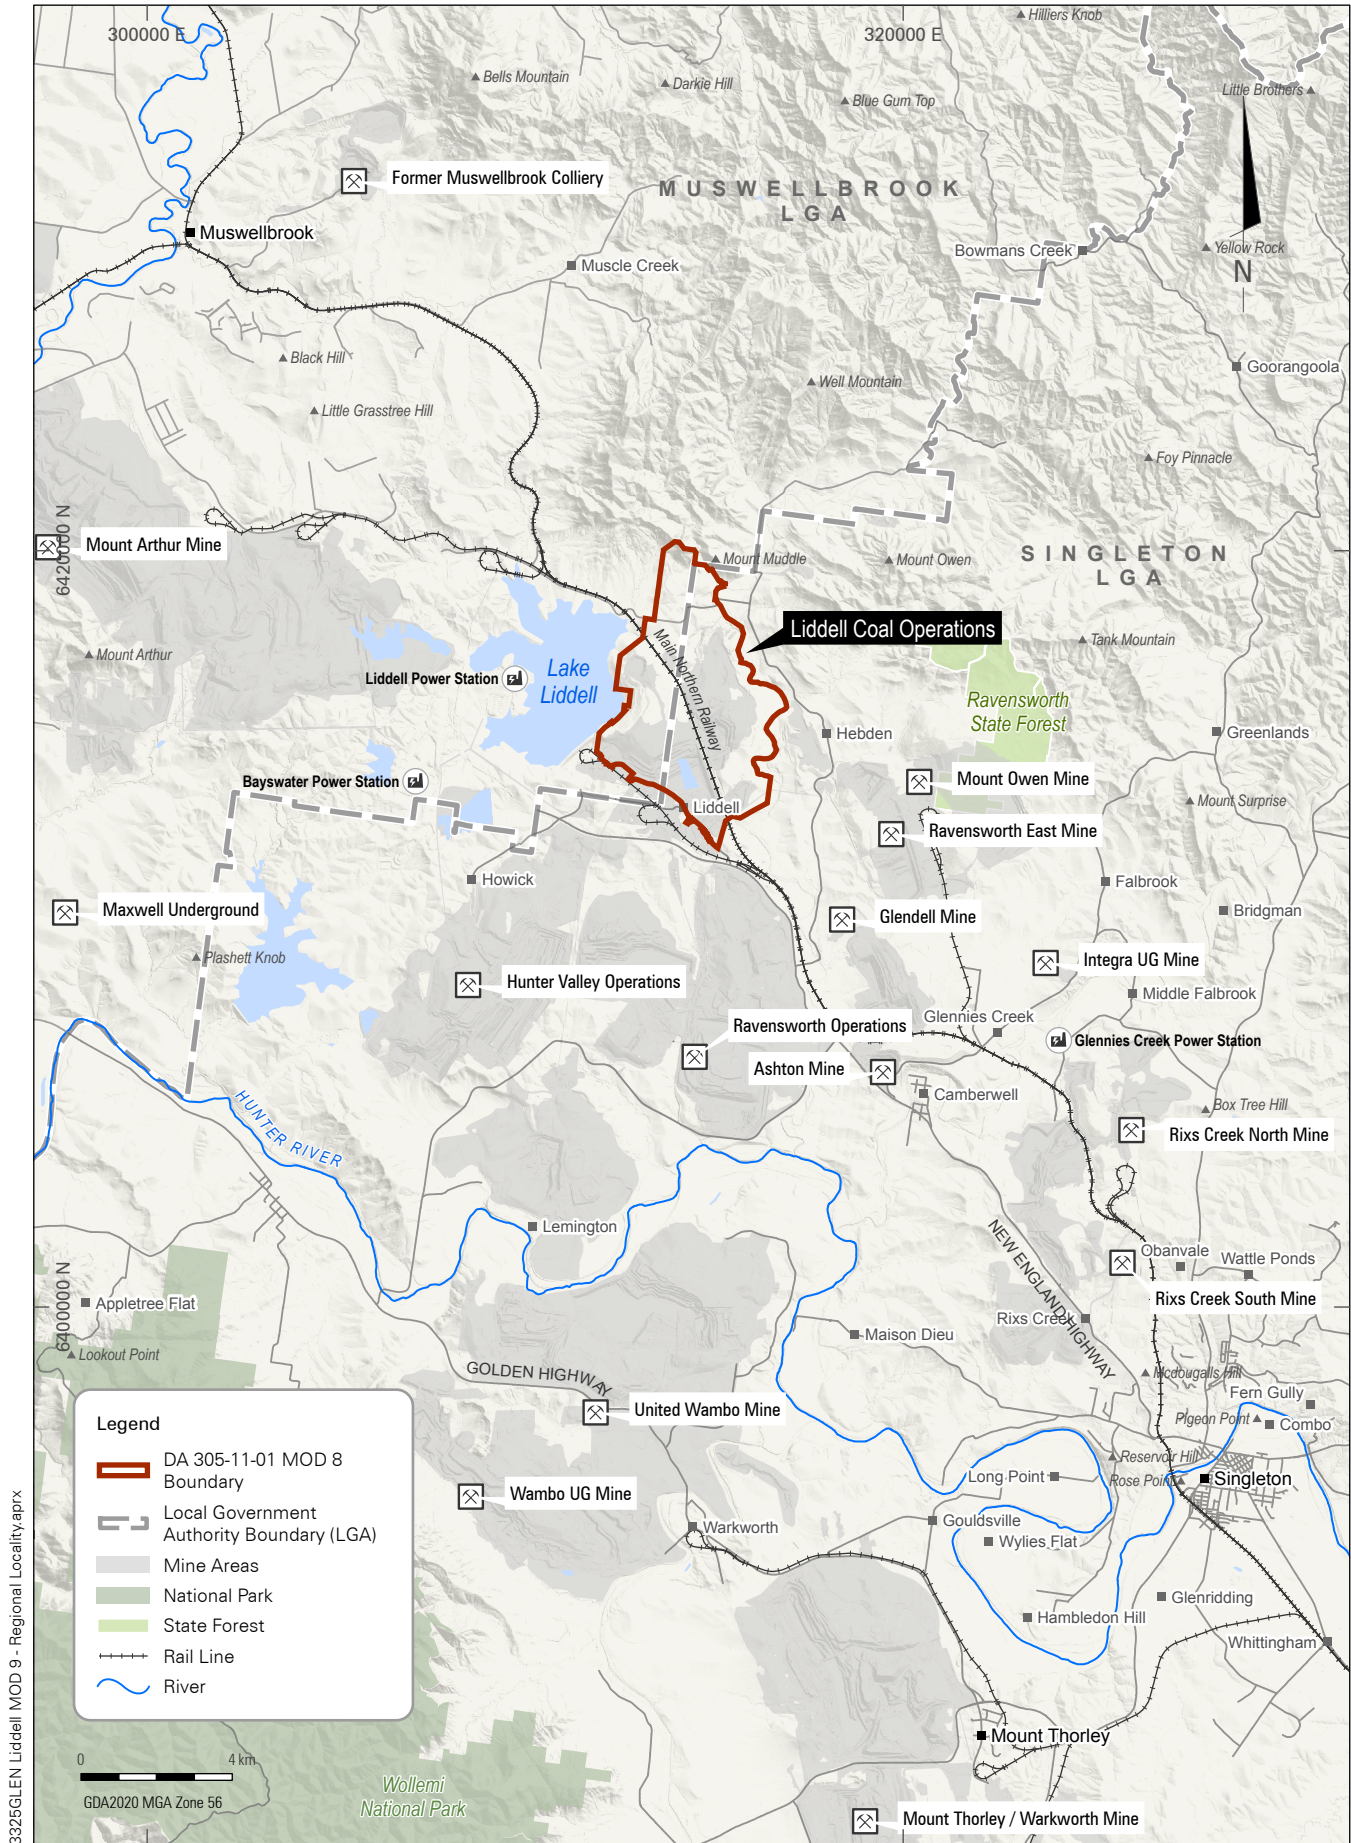 300000 E
320000 E
Hilliers Knob
Bells Mountain
Darkie Hill
Blue Gum Top
Little Brothers
Former Muswellbrook Colliery
MUSWELLBROOK
LGA
Muswellbrook
Muscle Creek
Bowmans Creek
Yellow Rock
N
Black Hill
Goorangoola
Well Mountain
Little Grasstree Hill
Foy Pinnacle
6420000 N
Mount Arthur Mine
Mount Muddle
Mount Owen
SINGLETON
LGA
Liddell Coal Operations
Main Northern Railway
Tank Mountain
Mount Arthur
Liddell Power Station
Lake
Liddell
Ravensworth
State Forest
Hebden
Greenlands
Bayswater Power Station
Mount Owen Mine
Liddell
Mount Surprise
Ravensworth East Mine
Howick
Falbrook
Maxwell Underground
Glendell Mine
Bridgman
Plashett Knob
Integra UG Mine
Hunter Valley Operations
Middle Falbrook
Ravensworth Operations
Glennies Creek
Glennies Creek Power Station
Ashton Mine
Camberwell
HUNTER RIVER
Box Tree Hill
Rixs Creek North Mine
Lemington
NEW ENGLAND HIGHWAY
Obanvale
Wattle Ponds
6400000 N
Appletree Flat
Rixs Creek South Mine
Rixs Creek
Maison Dieu
Lookout Point
GOLDEN HIGHWAY
Mcdougalls Hill
Fern Gully
United Wambo Mine
Pigeon Point
Combo
Reservoir Hill
Long Point
Rose Point
Singleton
Wambo UG Mine
Warkworth
Gouldsville
Wylies Flat
Glenridding
Hambledon Hill
Whittingham
Mount Thorley
Wollemi
National Park
Mount Thorley / Warkworth Mine
Legend
DA 305-11-01 MOD 8
Boundary
Local Government
Authority Boundary (LGA)
Mine Areas
National Park
State Forest
Rail Line
River
0 4 km
GDA2020 MGA Zone 56
3325GLEN Liddell MOD 9 - Regional Locality.aprx